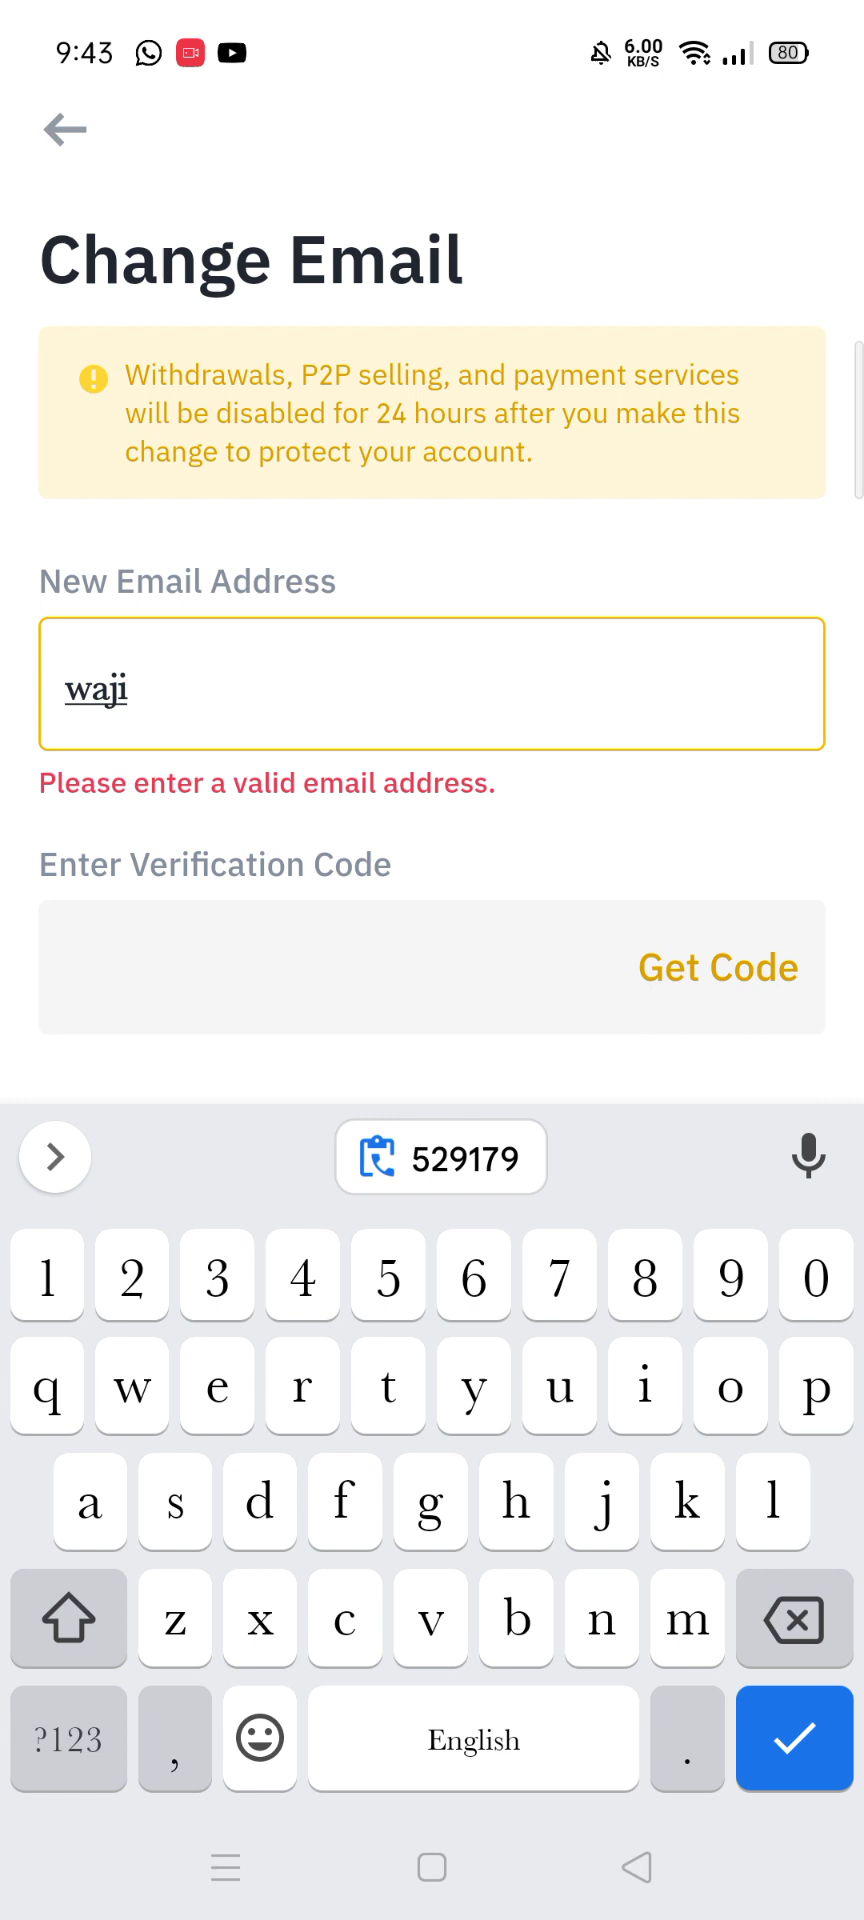 9:43 6.00 KB/S 80
Change Email
Withdrawals, P2P selling, and payment services
will be disabled for 24 hours after you make this
change to protect your account.
New Email Address
waji
Please enter a valid email address.
Enter Verification Code
Get Code
529179
1 2 3 4 5 6 7 8 9 0
q w e r t y u i o p
a s d f g h j k l
z x c v b n m
?123 , English .